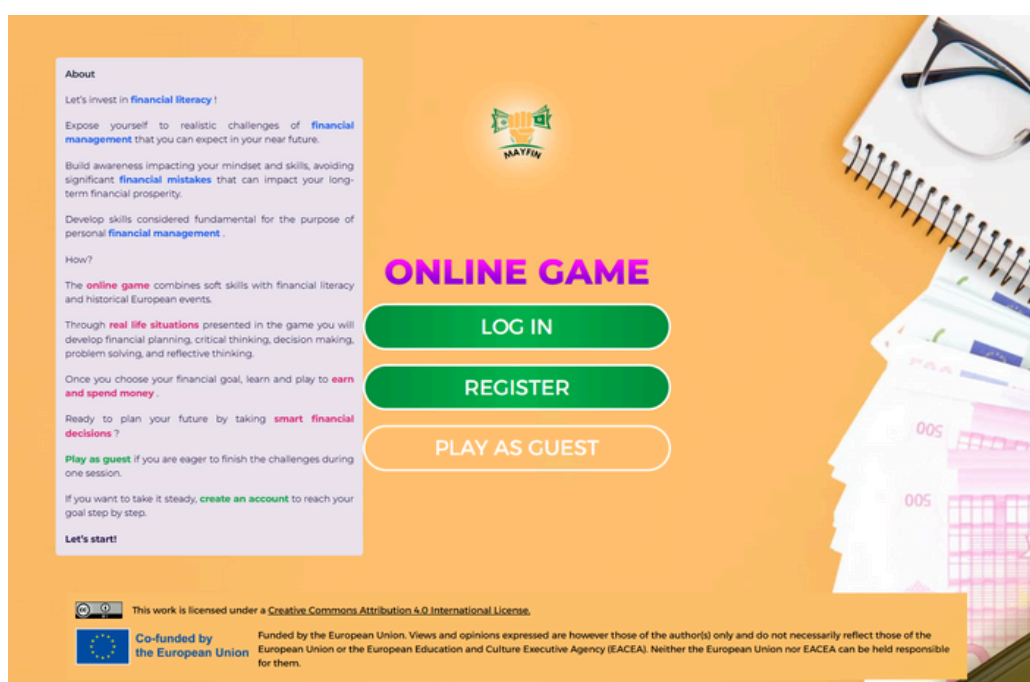 About
Let's invest in financial literacy !
Expose yourself to realistic challenges of financial
management that you can expect in your near future.
Build awareness impacting your mindset and skills, avoiding
significant financial mistakes that can impact your long-
term financial prosperity.
Develop skills considered fundamental for the purpose of
personal financial management .
How?
The online game combines soft skills with financial literacy
and historical European events.
Through real life situations presented in the game you will
develop financial planning, critical thinking, decision making,
problem solving, and reflective thinking.
Once you choose your financial goal, learn and play to earn
and spend money .
Ready to plan your future by taking smart financial
decisions ?
Play as guest if you are eager to finish the challenges during
one session.
If you want to take it steady, create an account to reach your
goal step by step.
Let's start!
MAYFIN
ONLINE GAME
LOG IN
REGISTER
PLAY AS GUEST
500
500
This work is licensed under a Creative Commons Attribution 4.0 International License.
Co-funded by
the European Union
Funded by the European Union. Views and opinions expressed are however those of the author(s) only and do not necessarily reflect those of the
European Union or the European Education and Culture Executive Agency (EACEA). Neither the European Union nor EACEA can be held responsible
for them.